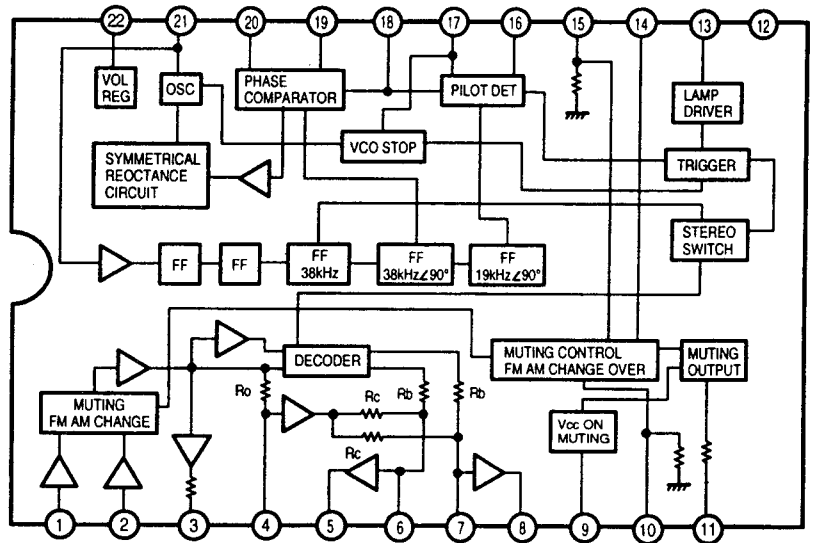 22 21 20 19 18 17 16 15 14 13 12
VOL
REG
OSC
PHASE
COMPARATOR
PILOT DET
LAMP
DRIVER
VCO STOP
TRIGGER
SYMMETRICAL
REOCTANCE
CIRCUIT
STEREO
SWITCH
FF
FF
FF
38kHz
FF
38kHz∠90°
FF
19kHz∠90°
DECODER
MUTING CONTROL
FM AM CHANGE OVER
MUTING
OUTPUT
MUTING
FM AM CHANGE
Ro
Rc
Rb
Rb
Rc
Vcc ON
MUTING
1 2 3 4 5 6 7 8 9 10 11